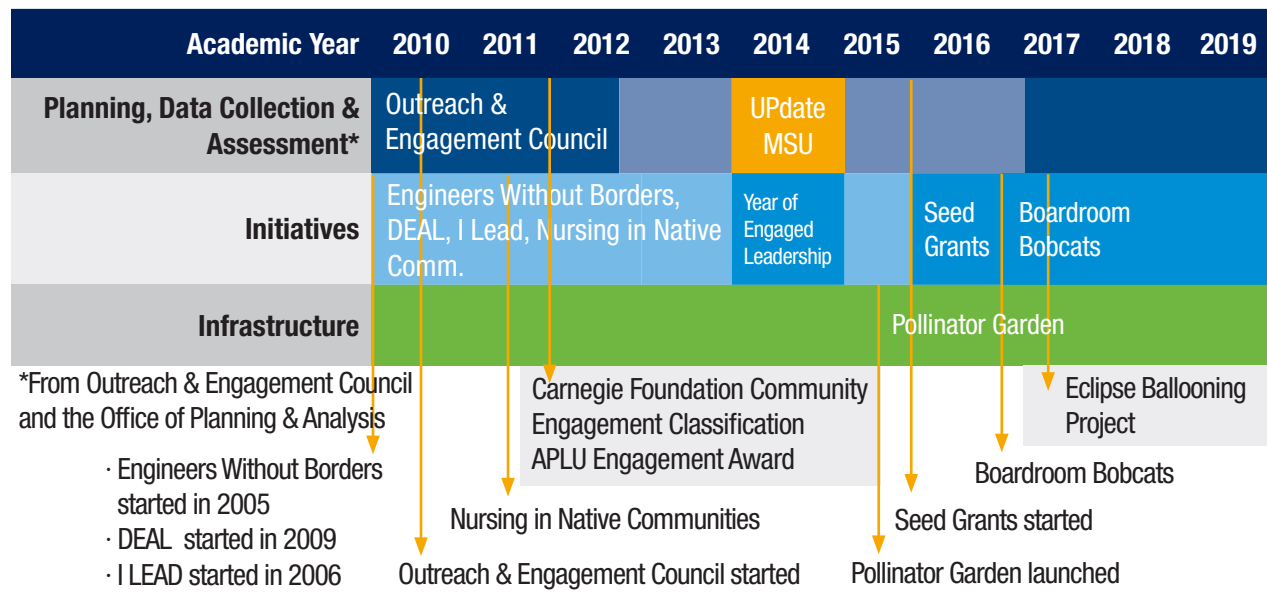 Academic Year 2010 2011 2012 2013 2014 2015 2016 2017 2018 2019
Planning, Data Collection &
Assessment*
Outreach &
Engagement Council
UPdate
MSU
Initiatives
Engineers Without Borders,
DEAL, I Lead, Nursing in Native
Comm.
Year of
Engaged
Leadership
Seed
Grants
Boardroom
Bobcats
Infrastructure
Pollinator Garden
*From Outreach & Engagement Council
and the Office of Planning & Analysis
· Engineers Without Borders
started in 2005
· DEAL started in 2009
· I LEAD started in 2006
Carnegie Foundation Community
Engagement Classification
APLU Engagement Award
Eclipse Ballooning
Project
Boardroom Bobcats
Nursing in Native Communities
Seed Grants started
Outreach & Engagement Council started
Pollinator Garden launched